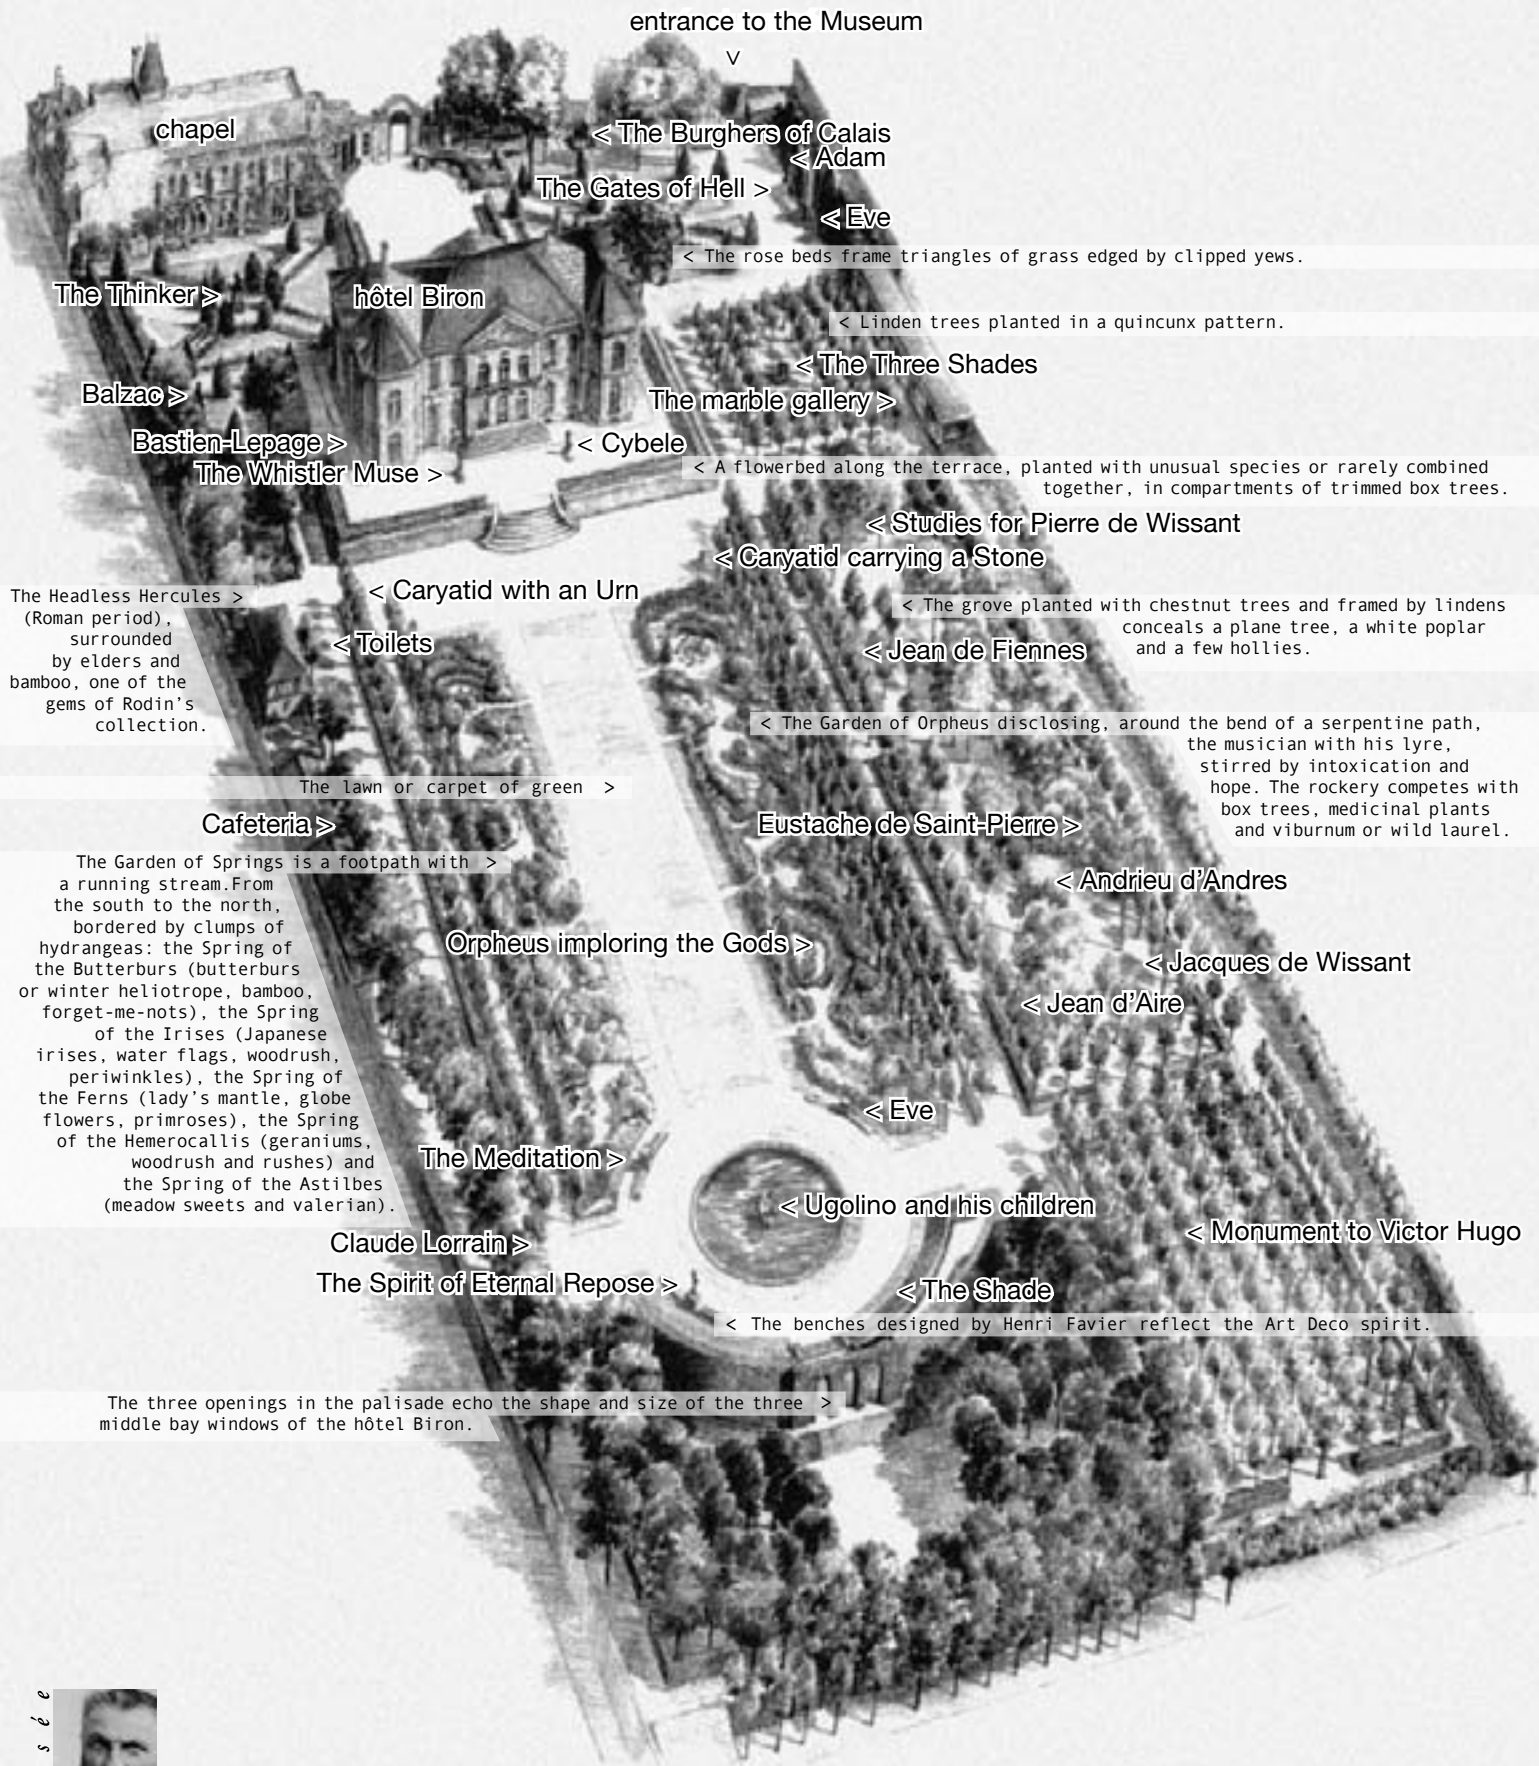 entrance to the Museum
>
chapel
< The Burghers of Calais
< Adam
The Gates of Hell >
< Eve
< The rose beds frame triangles of grass edged by clipped yews.
The Thinker >
hôtel Biron
< Linden trees planted in a quincunx pattern.
< The Three Shades
Balzac >
The marble gallery >
Bastien-Lepage >
< Cybele
The Whistler Muse >
< A flowerbed along the terrace, planted with unusual species or rarely combined
together, in compartments of trimmed box trees.
< Studies for Pierre de Wissant
< Caryatid carrying a Stone
< Caryatid with an Urn
The Headless Hercules >
(Roman period),
surrounded
by elders and
bamboo, one of the
gems of Rodin’s
collection.
< The grove planted with chestnut trees and framed by lindens
conceals a plane tree, a white poplar
and a few hollies.
< Toilets
< Jean de Fiennes
< The Garden of Orpheus disclosing, around the bend of a serpentine path,
the musician with his lyre,
stirred by intoxication and
hope. The rockery competes with
box trees, medicinal plants
and viburnum or wild laurel.
The lawn or carpet of green >
Cafeteria >
Eustache de Saint-Pierre >
The Garden of Springs is a footpath with >
a running stream.From
the south to the north,
bordered by clumps of
hydrangeas: the Spring of
the Butterburs (butterburs
or winter heliotrope, bamboo,
forget-me-nots), the Spring
of the Irises (Japanese
irises, water flags, woodrush,
periwinkles), the Spring of
the Ferns (lady’s mantle, globe
flowers, primroses), the Spring
of the Hemerocallis (geraniums,
woodrush and rushes) and
the Spring of the Astilbes
(meadow sweets and valerian).
< Andrieu d’Andres
Orpheus imploring the Gods >
< Jacques de Wissant
< Jean d’Aire
< Eve
The Meditation >
< Ugolino and his children
< Monument to Victor Hugo
Claude Lorrain >
The Spirit of Eternal Repose >
< The Shade
< The benches designed by Henri Favier reflect the Art Deco spirit.
The three openings in the palisade echo the shape and size of the three >
middle bay windows of the hôtel Biron.
sée